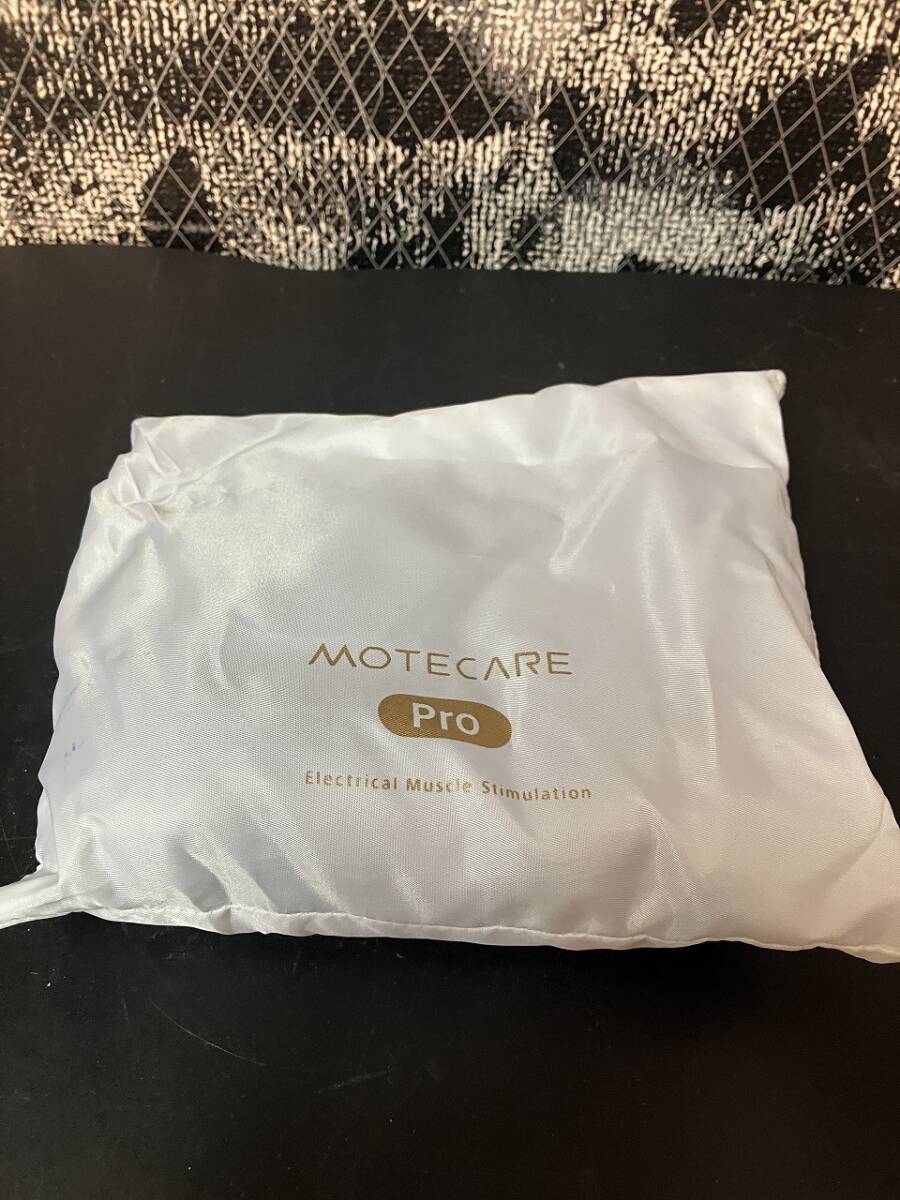 MOTECARE
Pro
Electrical Muscle Stimulation